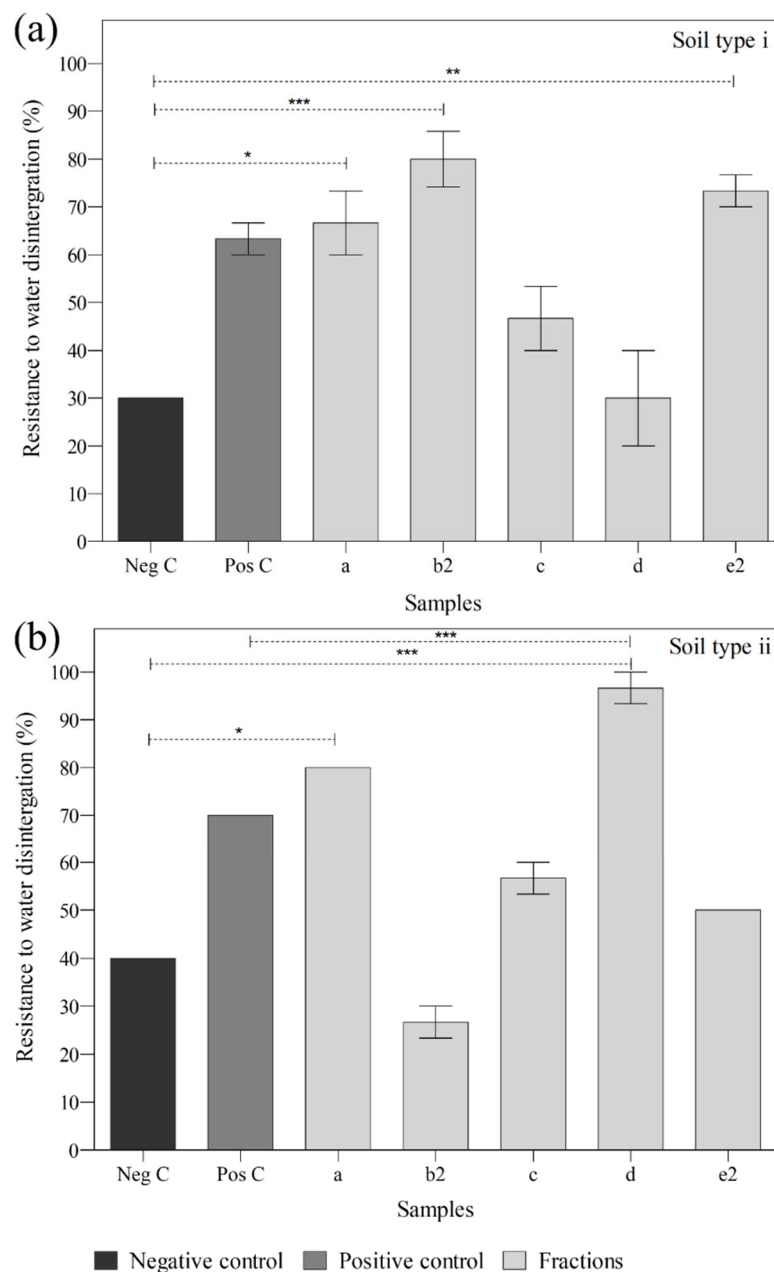 (a)
Soil type i
Resistance to water disintergration (%)
100
90
80
70
60
50
40
30
20
10
0
**
***
*
Neg C Pos C a b2 c d e2
Samples
(b)
Soil type ii
Resistance to water disintergation (%)
100
90
80
70
60
50
40
30
20
10
0
***
***
*
Neg C Pos C a b2 c d e2
Samples
Negative control Positive control Fractions